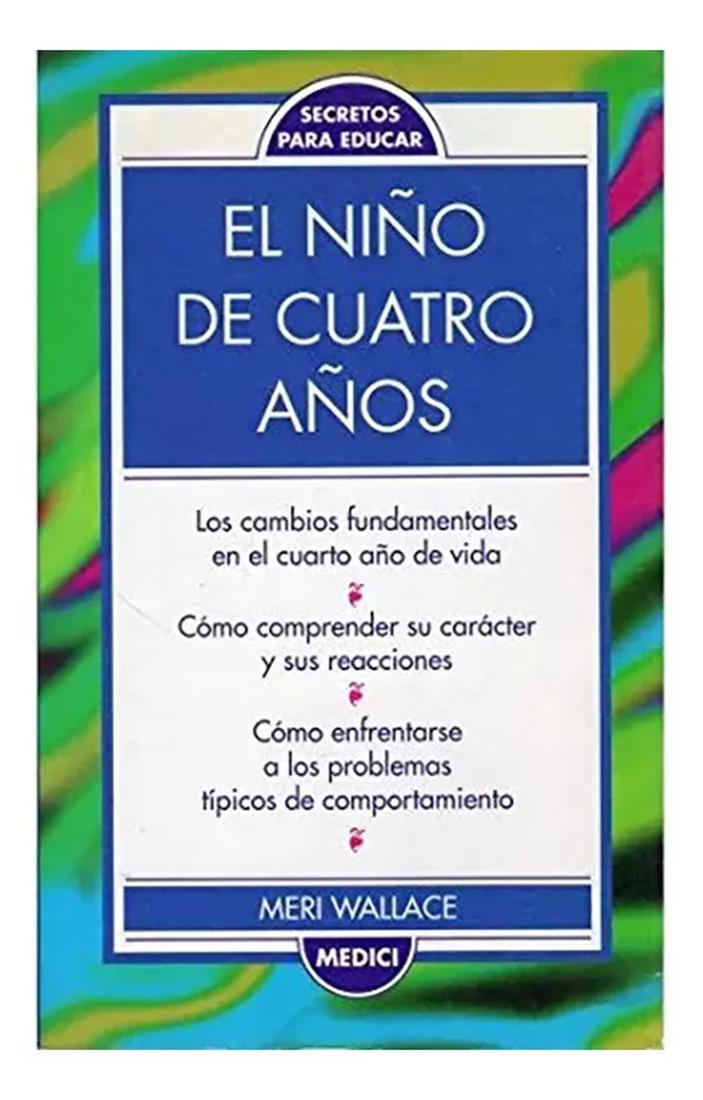 SECRETOS
PARA EDUCAR
EL NIÑO
DE CUATRO
AÑOS
Los cambios fundamentales
en el cuarto año de vida
Cómo comprender su carácter
y sus reacciones
Cómo enfrentarse
a los problemas
típicos de comportamiento
MERI WALLACE
MEDICI